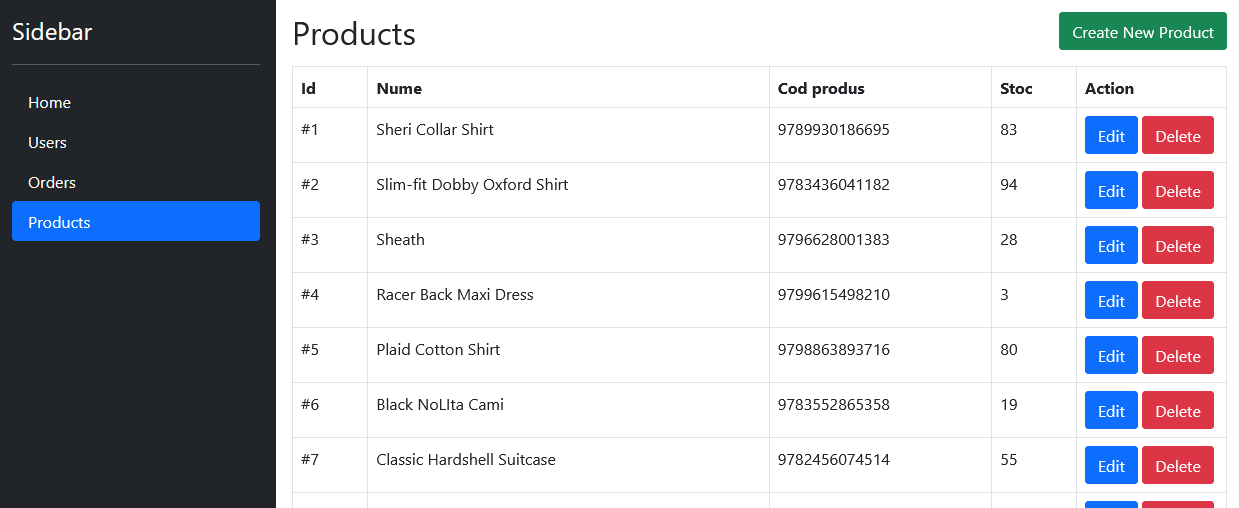 Sidebar
Home
Users
Orders
Products
Products
Create New Product
Id Nume Cod produs Stoc Action
#1 Sheri Collar Shirt 9789930186695 83 Edit Delete
#2 Slim-fit Dobby Oxford Shirt 9783436041182 94 Edit Delete
#3 Sheath 9796628001383 28 Edit Delete
#4 Racer Back Maxi Dress 9799615498210 3 Edit Delete
#5 Plaid Cotton Shirt 9798863893716 80 Edit Delete
#6 Black NoLIta Cami 9783552865358 19 Edit Delete
#7 Classic Hardshell Suitcase 9782456074514 55 Edit Delete